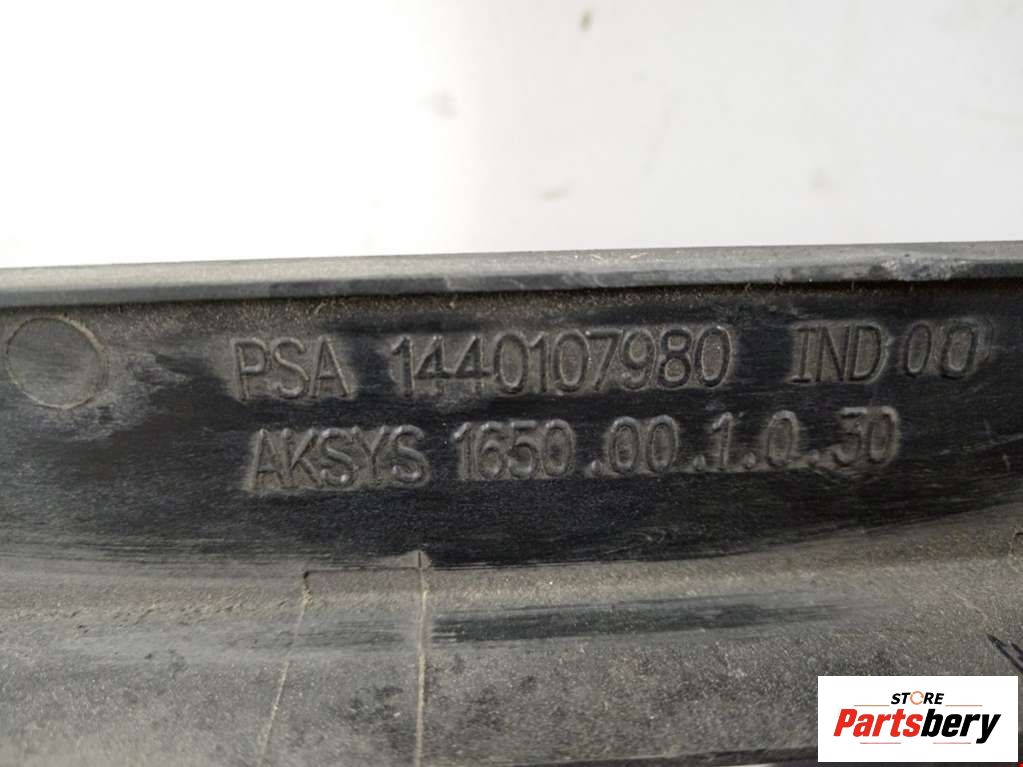 PSA 1440107980 IND 00
AKSYS 1650.00.1.0.30
STORE
Partsbery